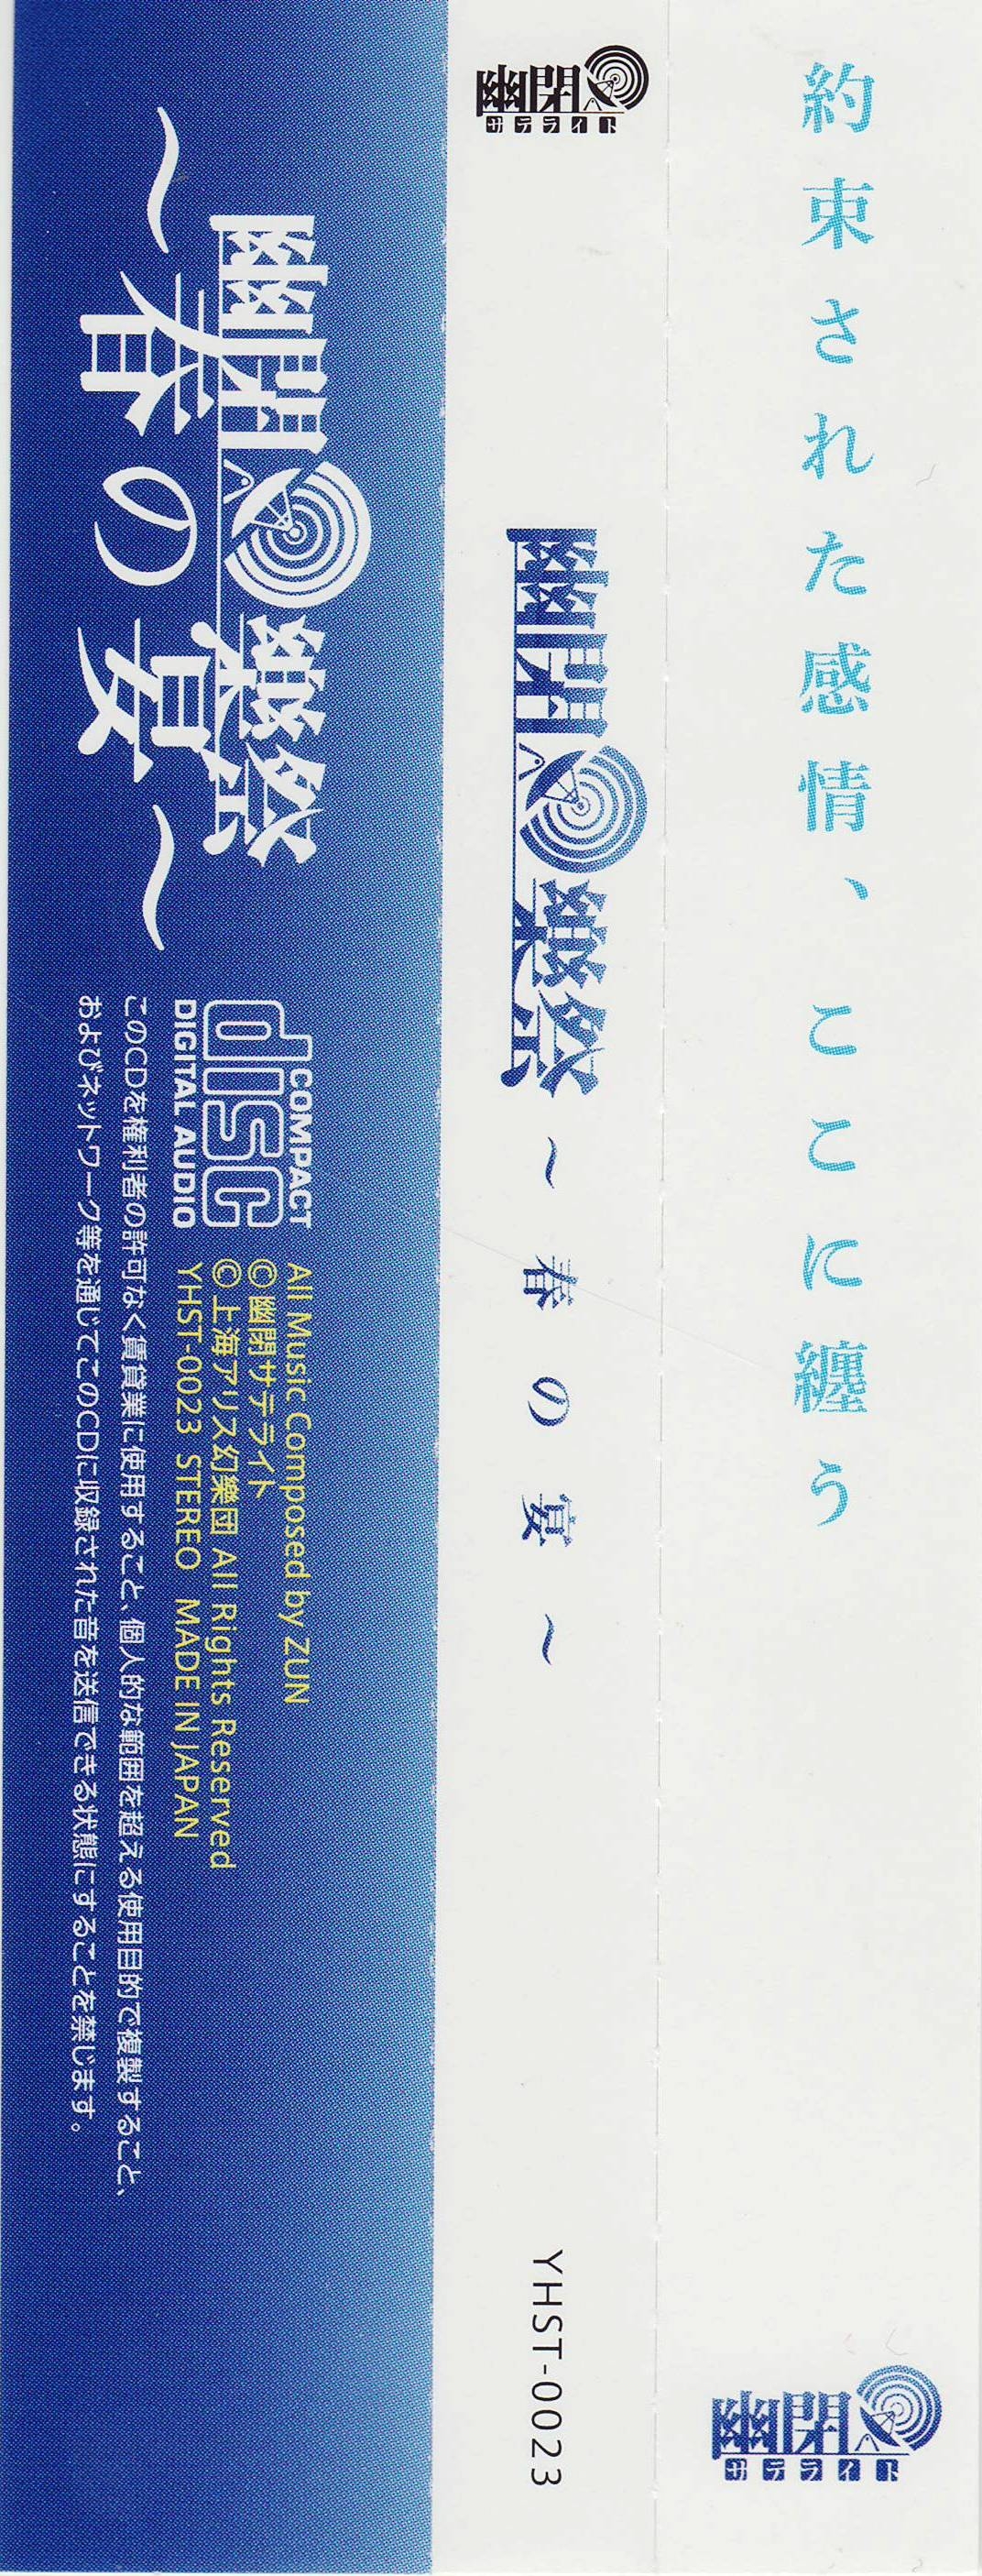 約束された感情、ここに纏う
幽閉サテライト
幽閉サテライト
幽閉楽祭 ～春の宴～
YHST-0023
幽閉楽祭
～春の宴～
COMPACT
disc
DIGITAL AUDIO
All Music Composed by ZUN
©幽閉サテライト
© 上海アリス幻樂団 All Rights Reserved
YHST-0023 STEREO MADE IN JAPAN
このCDを権利者の許可なく賃貸業に使用すること、個人的な範囲を超える使用目的で複製すること、
およびネットワーク等を通じてこのCDに収録された音を送信できる状態にすることを禁じます。